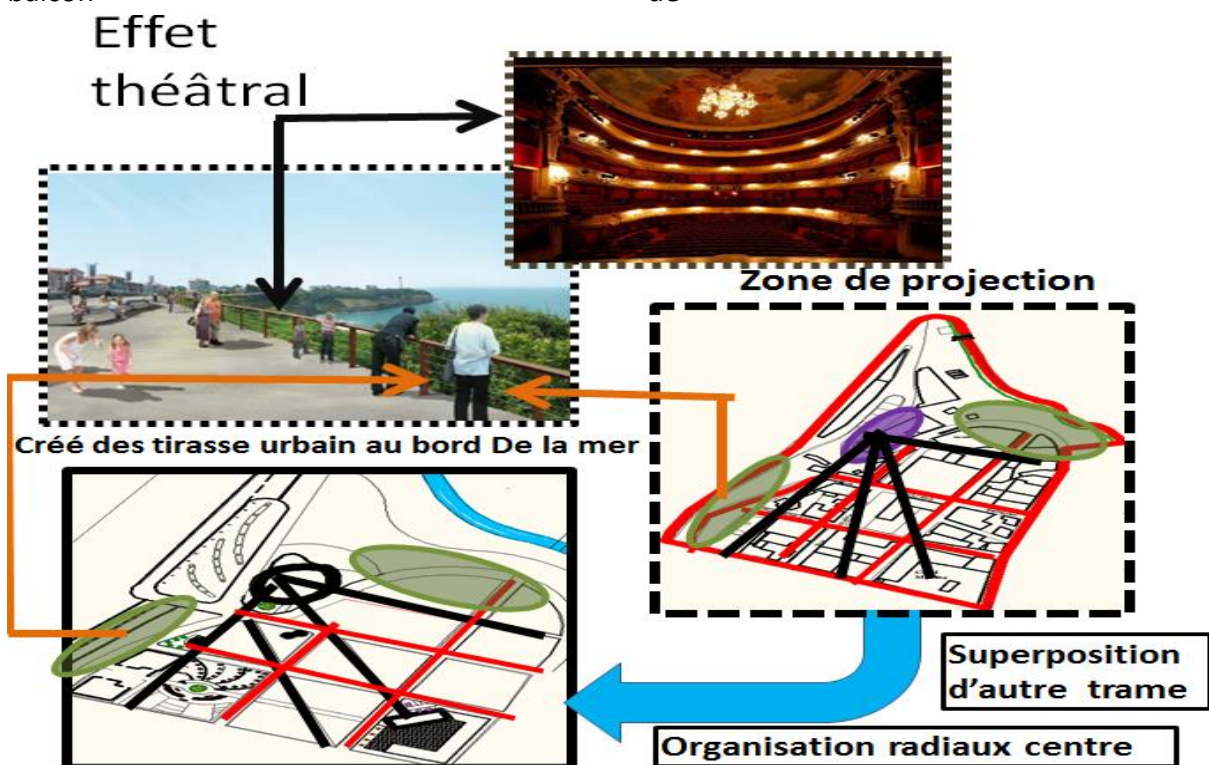 Effet
théâtral
Zone de projection
Créé des tirasse urbain au bord De la mer
Superposition
d'autre trame
Organisation radiaux centre